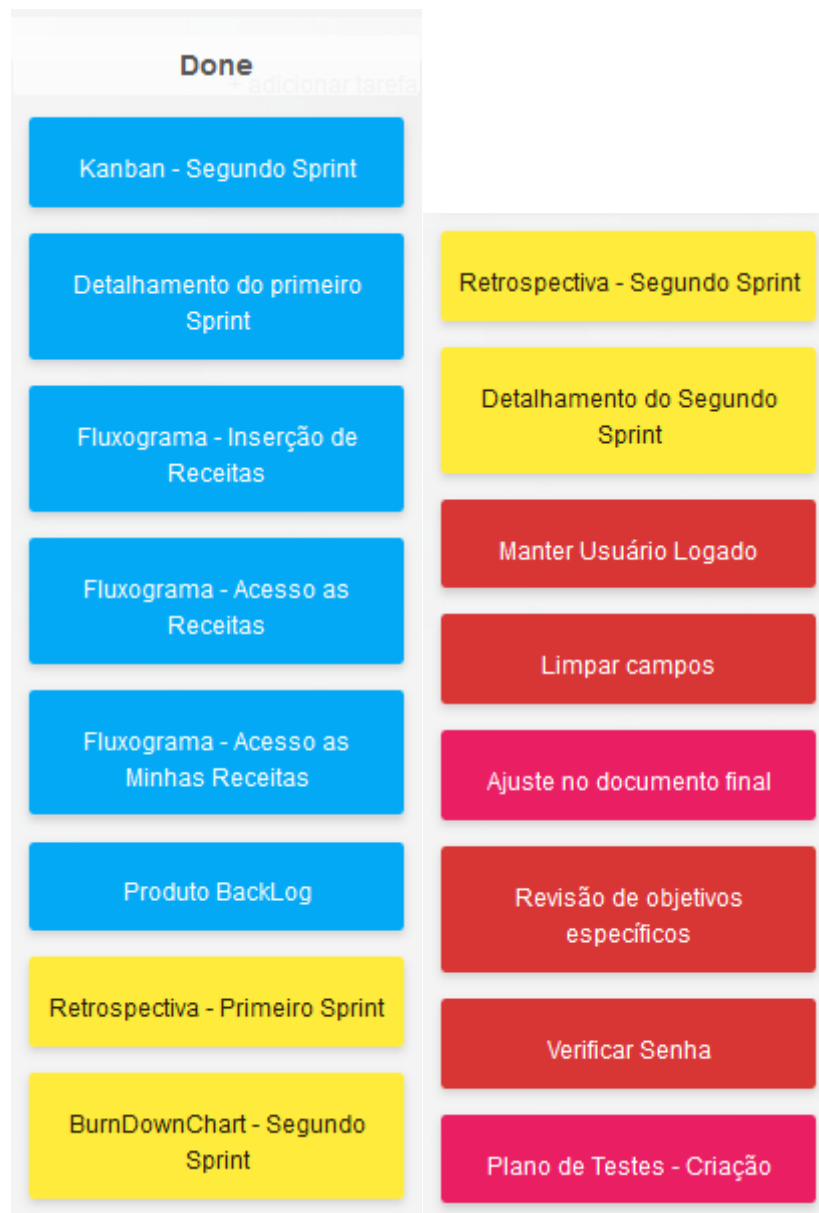 Done
+ adicionar tarefa
Kanban - Segundo Sprint
Detalhamento do primeiro
Sprint
Fluxograma - Inserção de
Receitas
Fluxograma - Acesso as
Receitas
Fluxograma - Acesso as
Minhas Receitas
Produto BackLog
Retrospectiva - Primeiro Sprint
BurnDownChart - Segundo
Sprint
Retrospectiva - Segundo Sprint
Detalhamento do Segundo
Sprint
Manter Usuário Logado
Limpar campos
Ajuste no documento final
Revisão de objetivos
específicos
Verificar Senha
Plano de Testes - Criação